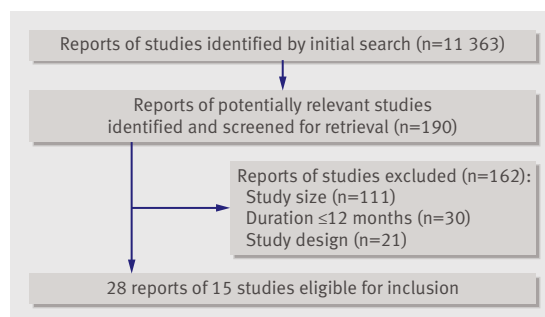 Reports of studies identified by initial search (n=11 363)
Reports of potentially relevant studies
identified and screened for retrieval (n=190)
Reports of studies excluded (n=162):
Study size (n=111)
Duration ≤12 months (n=30)
Study design (n=21)
28 reports of 15 studies eligible for inclusion